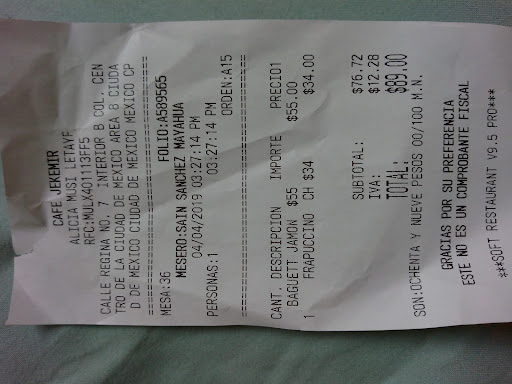 CAFE JEKEMIR
ALICIA MUSI LETAYF
RFC:MULX401113FF5
CALLE REGINA NO. 7 INTERIOR B COL. CEN
TRO DE LA CIUDAD DE MEXICO AREA 8 CIUDA
D DE MEXICO CIUDAD DE MEXICO MEXICO CP
MESA:36 FOLIO:A589565
MESERO:SAIN SANCHEZ MAYAHUA
04/04/2019 03:27:14 PM
03:27:14 PM
PERSONAS:1 ORDEN:A15
CANT. DESCRIPCION IMPORTE PRECIO1
BAGUETT JAMON $55 $55.00
1 FRAPUCCINO CH $34 $34.00
SUBTOTAL: $76.72
IVA: $12.28
TOTAL: $89.00
SON:OCHENTA Y NUEVE PESOS 00/100 M.N.
GRACIAS POR SU PREFERENCIA
ESTE NO ES UN COMPROBANTE FISCAL
***SOFT RESTAURANT V9.5 PRO***